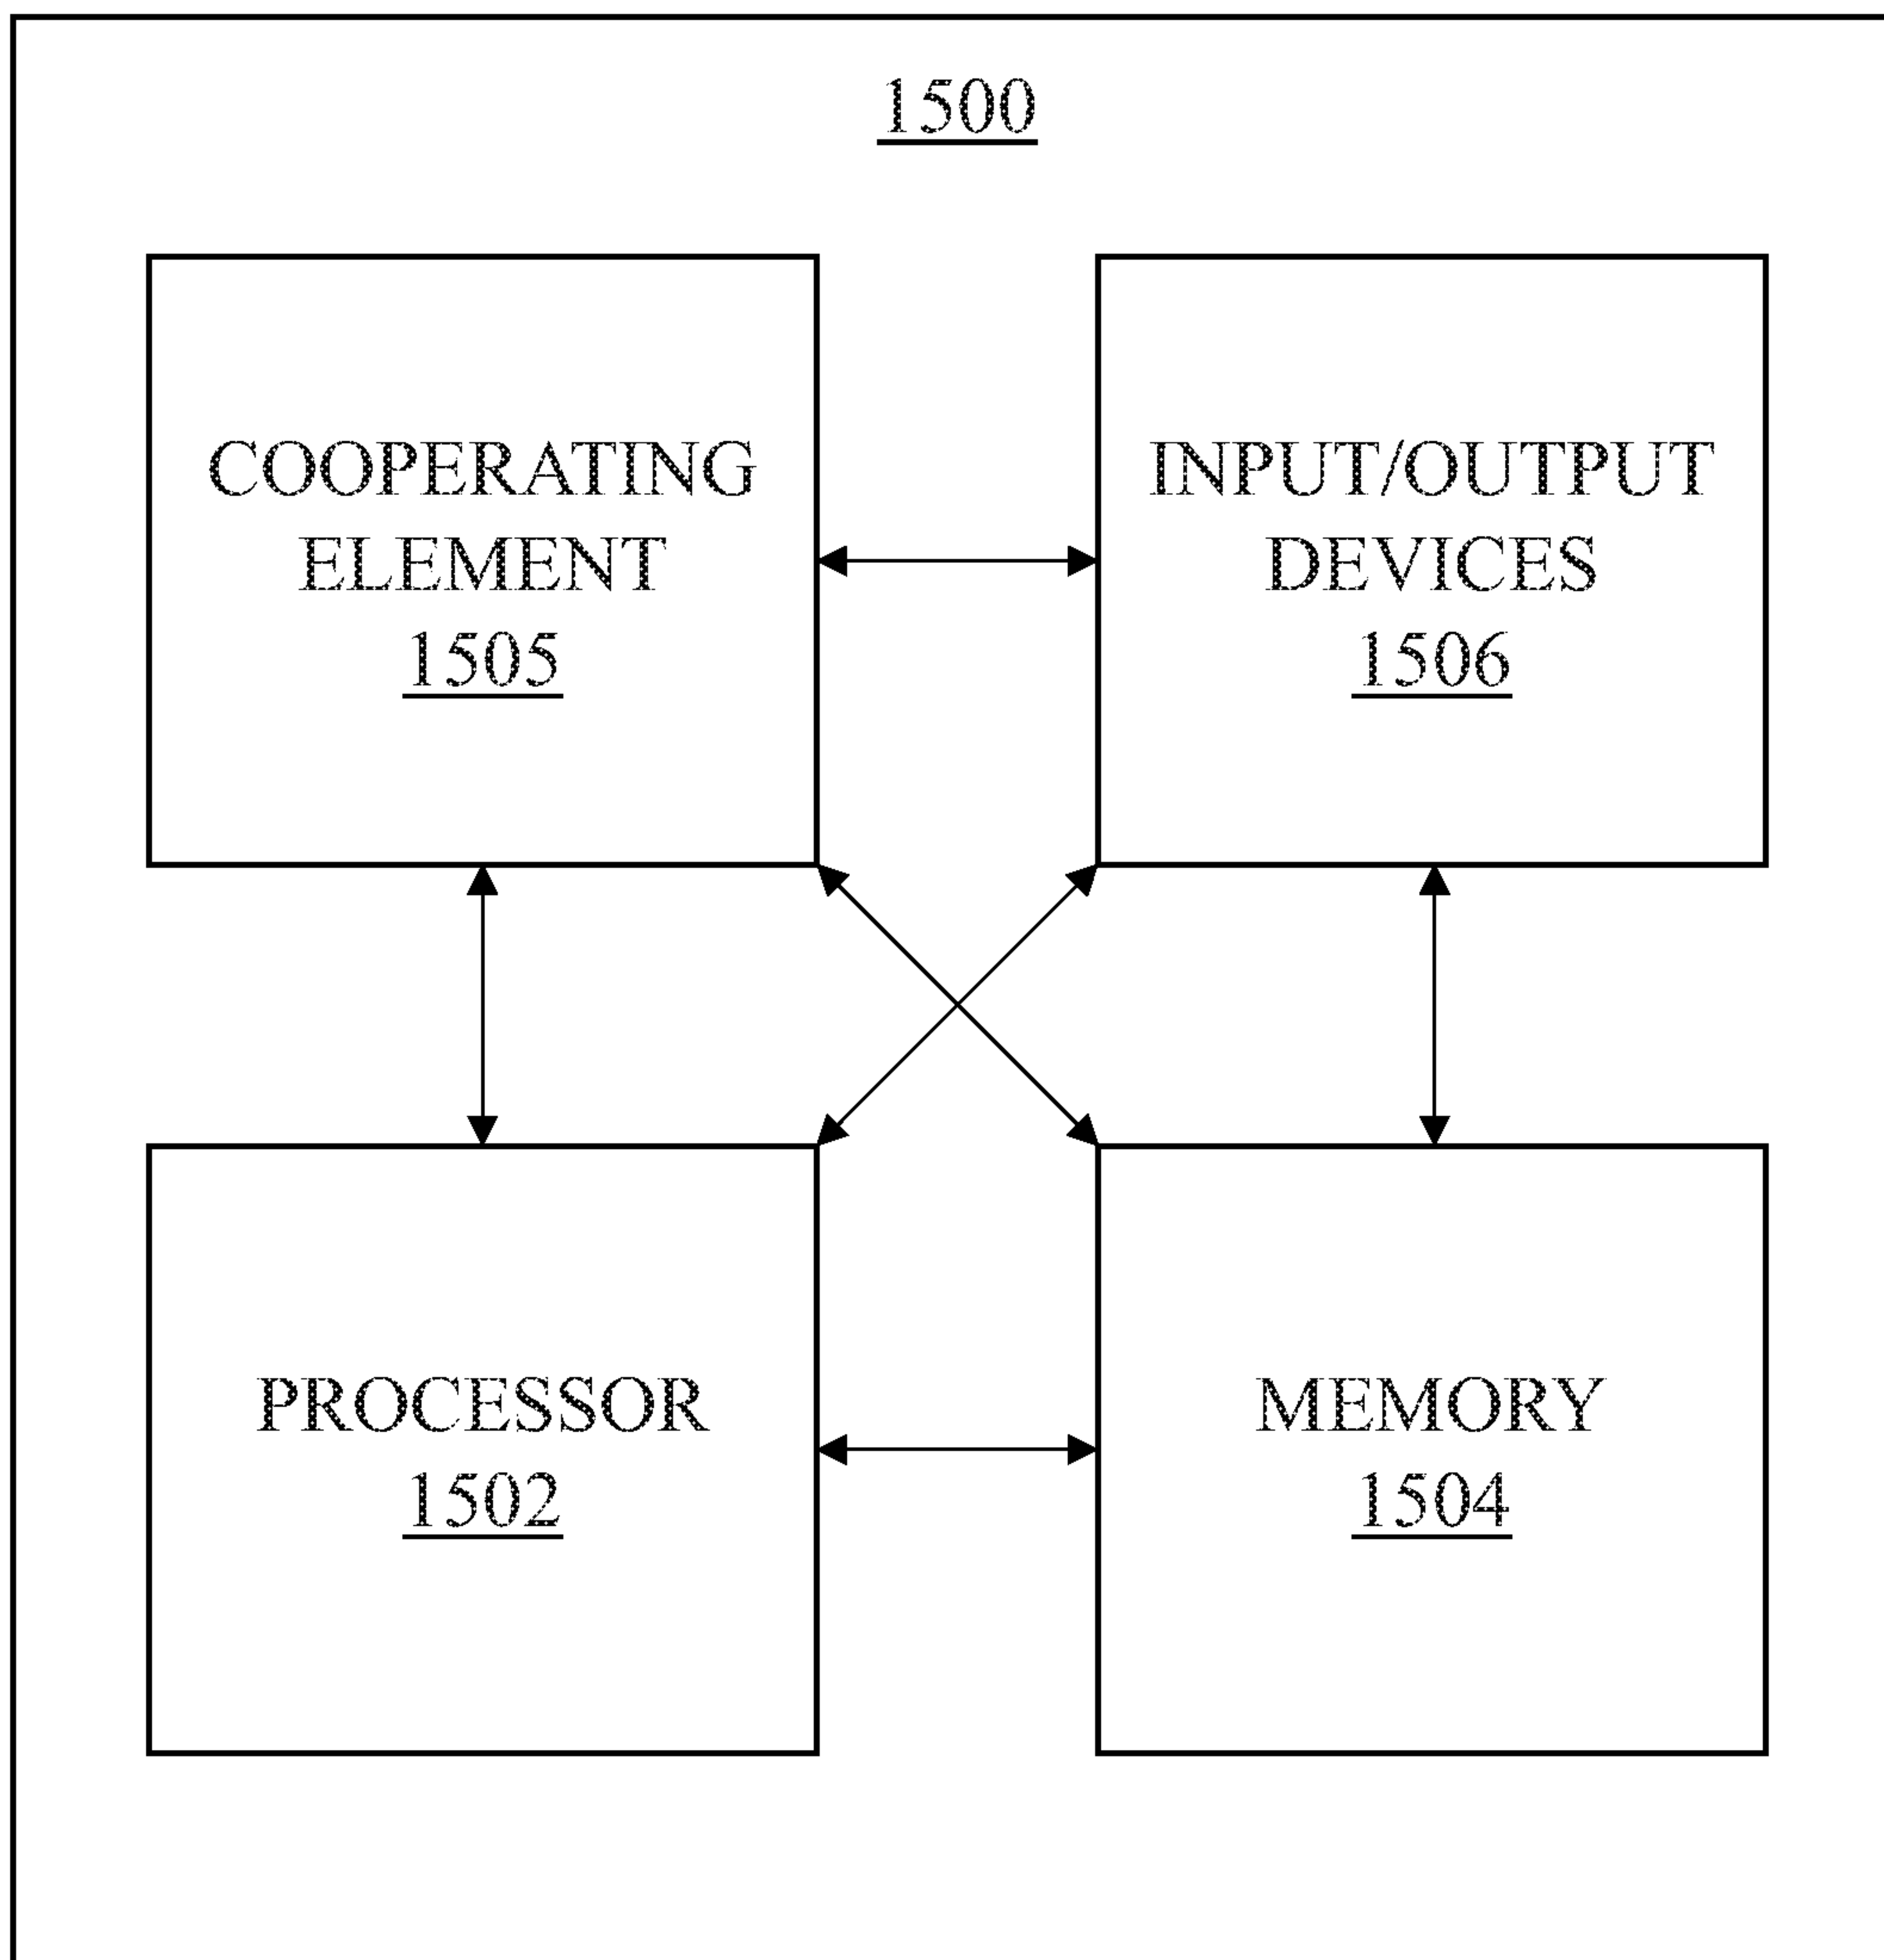 1500
COOPERATING
ELEMENT
1505
INPUT/OUTPUT
DEVICES
1506
PROCESSOR
1502
MEMORY
1504